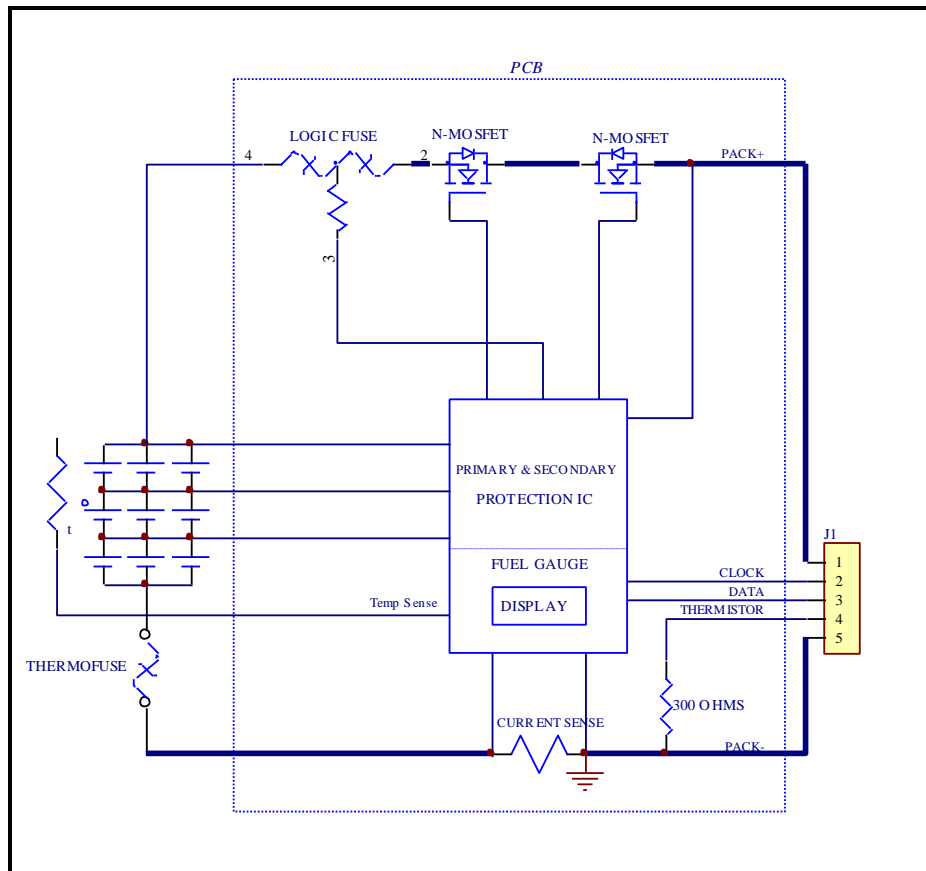 PCB
LOGIC FUSE
N-MOSFET
N-MOSFET
4
2
PACK+
3
PRIMARY & SECONDARY
PROTECTION IC
t
J1
FUEL GAUGE
1
CLOCK
2
DATA
3
DISPLAY
Temp Sense
THERMISTOR
4
5
THERMOFUSE
300 OHMS
CURRENT SENSE
PACK-